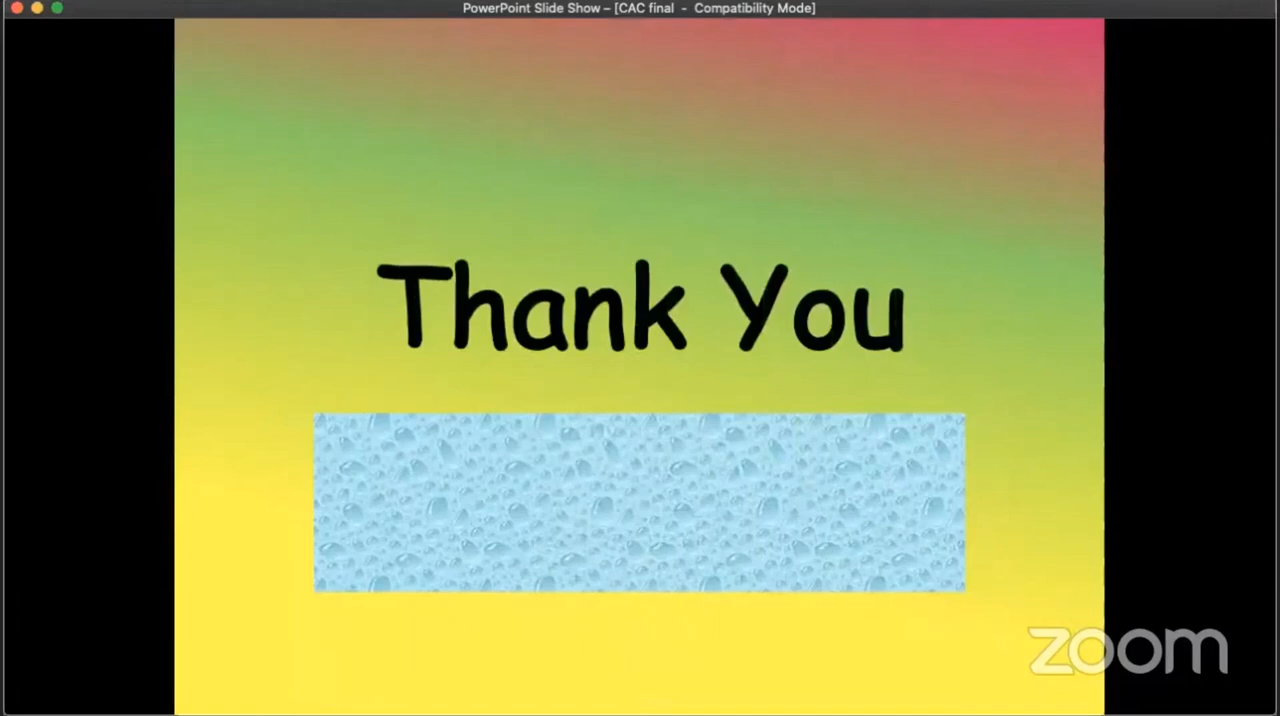 PowerPoint Slide Show – [CAC final - Compatibility Mode]
Thank You
zoom